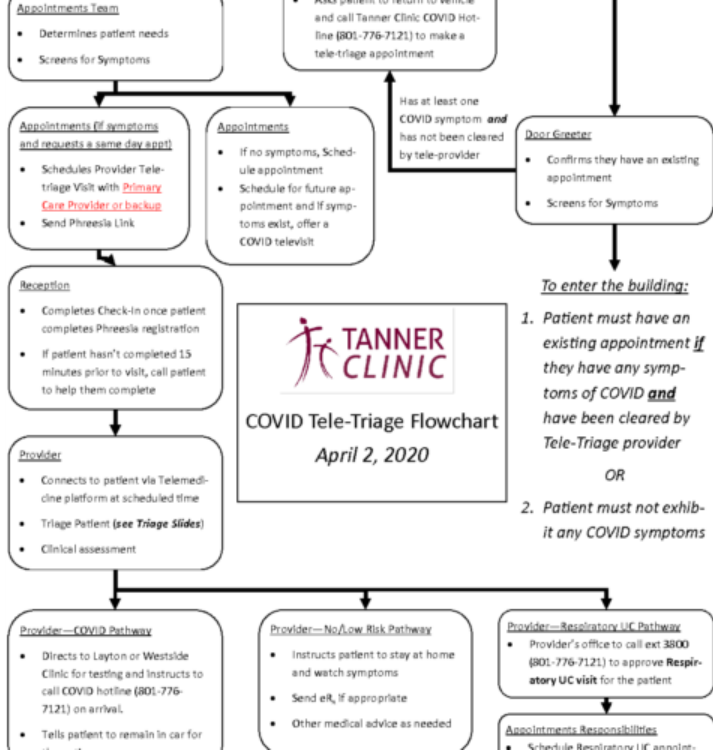 Appointments Team
• Determines patient needs
• Screens for Symptoms
Asks patient to return to vehicle
and call Tanner Clinic COVID Hot-
line (801-776-7121) to make a
tele-triage appointment
Has at least one
COVID symptom and
has not been cleared
by tele-provider
Appointments (if symptoms
and requests a same day appt)
• Schedules Provider Tele-
triage Visit with Primary
Care Provider or backup
• Send Phreesia Link
Appointments
• If no symptoms, Sched-
ule appointment
• Schedule for future ap-
pointment and if symp-
toms exist, offer a
COVID televisit
Door Greeter
• Confirms they have an existing
appointment
• Screens for Symptoms
Reception
• Completes Check-in once patient
completes Phreesia registration
• If patient hasn't completed 15
minutes prior to visit, call patient
to help them complete
TANNER
CLINIC
COVID Tele-Triage Flowchart
April 2, 2020
To enter the building:
1. Patient must have an
existing appointment if
they have any symp-
toms of COVID and
have been cleared by
Tele-Triage provider
OR
2. Patient must not exhib-
it any COVID symptoms
Provider
• Connects to patient via Telemedi-
cine platform at scheduled time
• Triage Patient (see Triage Slides)
• Clinical assessment
Provider—COVID Pathway
• Directs to Layton or Westside
Clinic for testing and instructs to
call COVID hotline (801-776-
7121) on arrival.
• Tells patient to remain in car for
Provider—No/Low Risk Pathway
• Instructs patient to stay at home
and watch symptoms
• Send eRx if appropriate
• Other medical advice as needed
Provider—Respiratory UC Pathway
• Provider's office to call ext 3800
(801-776-7121) to approve Respir-
atory UC visit for the patient
Appointments Responsibilities
• Schedule Respiratory UC appoint-